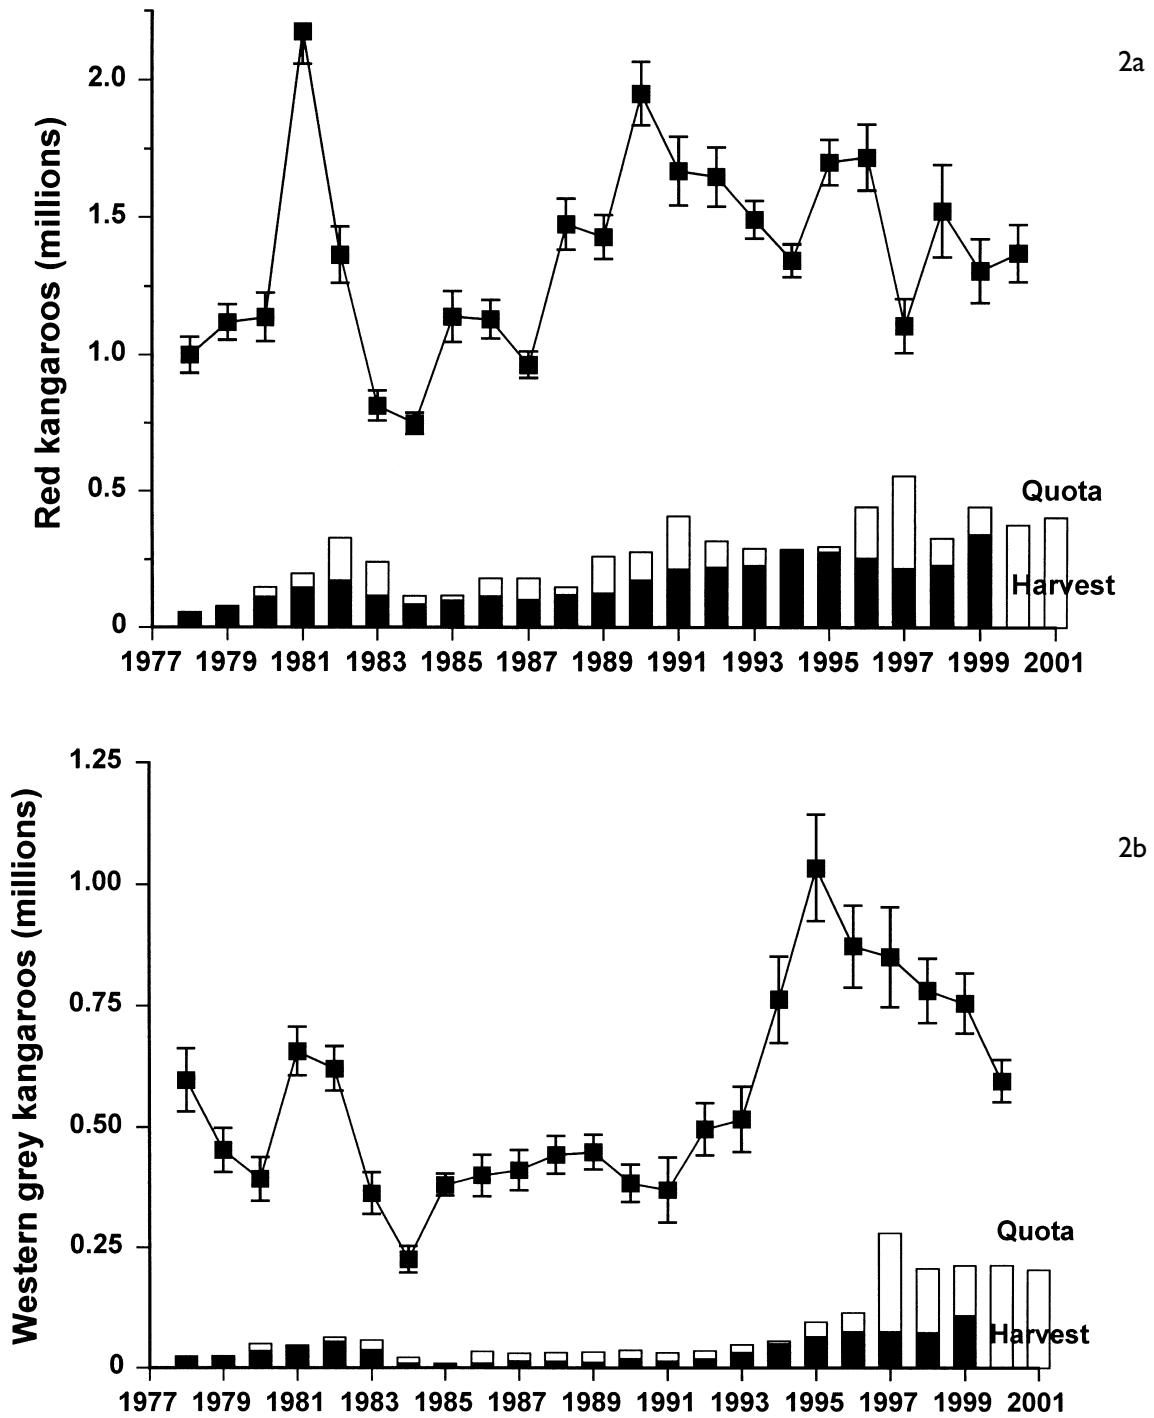 2a
2.0
1.5
1.0
0.5
0
Red kangaroos (millions)
Quota
Harvest
1977 1979 1981 1983 1985 1987 1989 1991 1993 1995 1997 1999 2001
2b
1.25
1.00
0.75
0.50
0.25
0
Western grey kangaroos (millions)
Quota
Harvest
1977 1979 1981 1983 1985 1987 1989 1991 1993 1995 1997 1999 2001